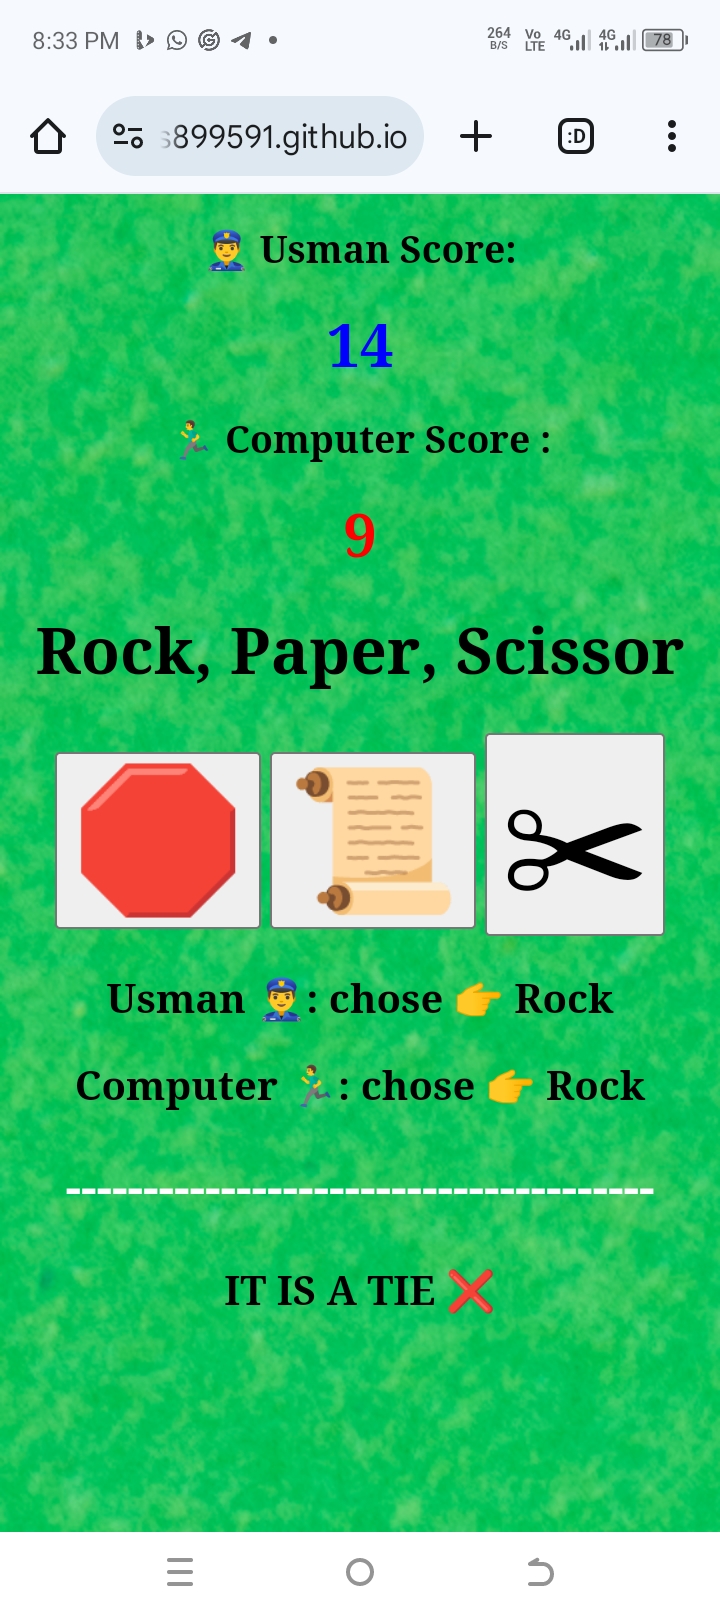 8:33 PM
264 B/S
Vo LTE
4G
4G
78
s899591.github.io
:D
👮‍♂️ Usman Score:
14
🏃‍♂️ Computer Score :
9
Rock, Paper, Scissor
Usman 👮‍♂️: chose 👉 Rock
Computer 🏃‍♂️: chose 👉 Rock
--------------------------------------
IT IS A TIE ❌